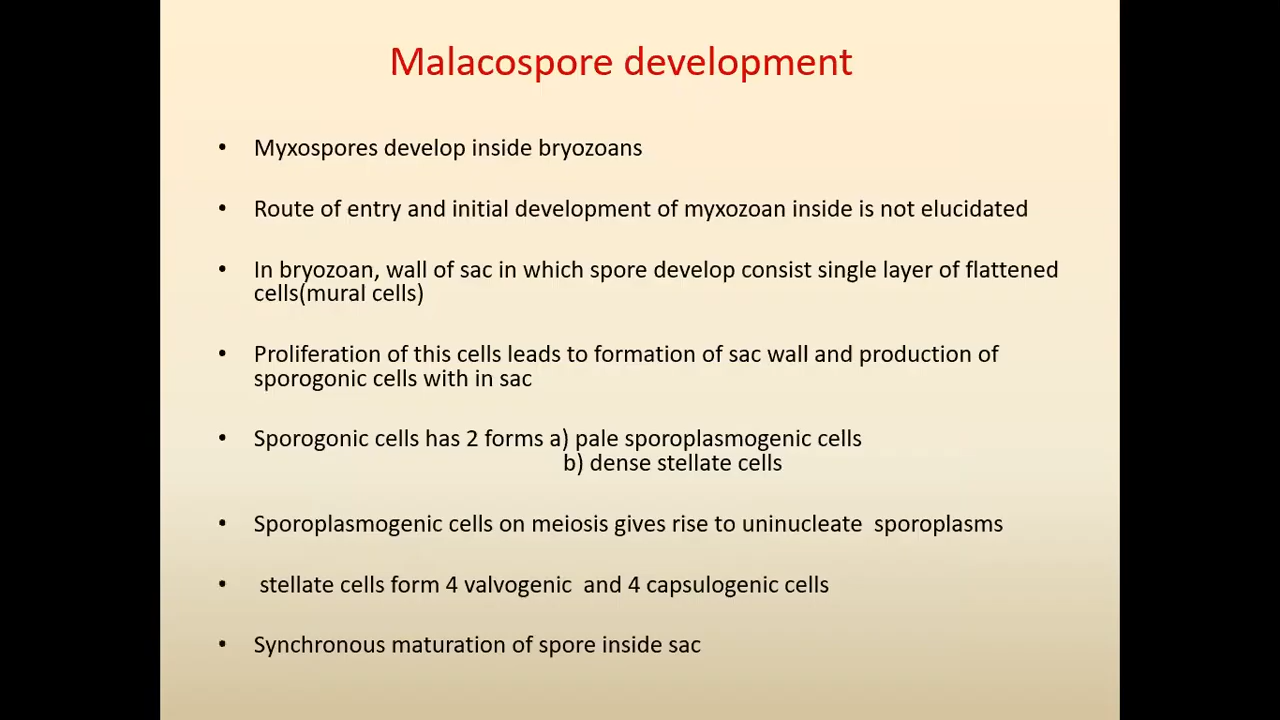 Malacospore development
• Myxospores develop inside bryozoans
• Route of entry and initial development of myxozoan inside is not elucidated
• In bryozoan, wall of sac in which spore develop consist single layer of flattened
cells(mural cells)
• Proliferation of this cells leads to formation of sac wall and production of
sporogonic cells with in sac
• Sporogonic cells has 2 forms a) pale sporoplasmogenic cells
b) dense stellate cells
• Sporoplasmogenic cells on meiosis gives rise to uninucleate  sporoplasms
• stellate cells form 4 valvogenic  and 4 capsulogenic cells
• Synchronous maturation of spore inside sac